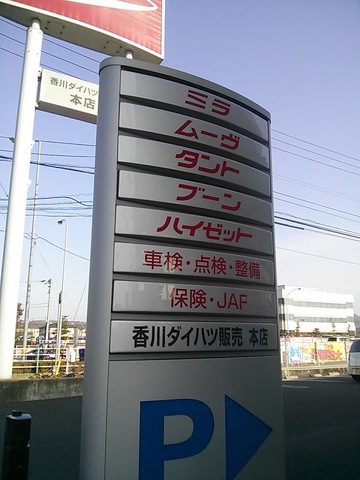 香川ダイハツ
本店
ミラ
ムーヴ
タント
ブーン
ハイゼット
車検・点検・整備
保険・JAF
香川ダイハツ販売 本店
P